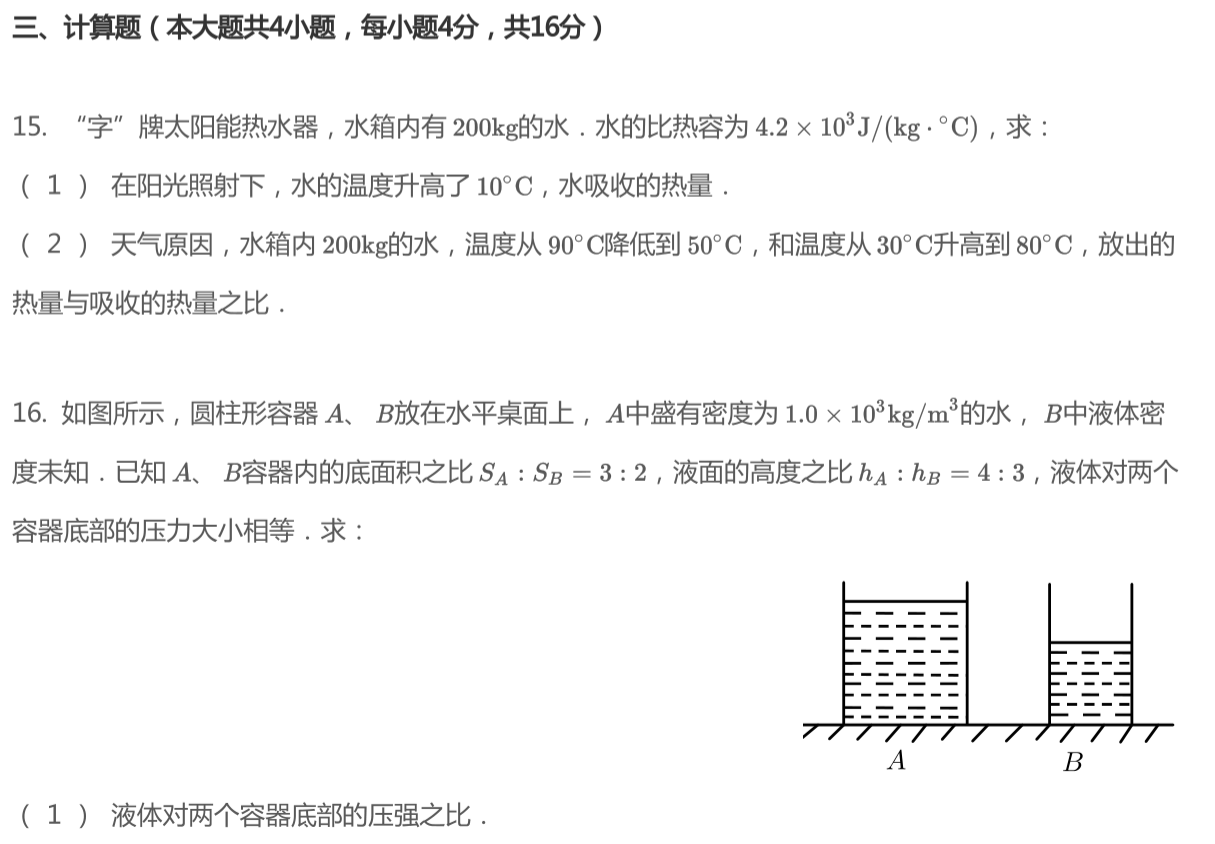 三、计算题（本大题共4小题，每小题4分，共16分）
15. “字”牌太阳能热水器，水箱内有 200kg的水．水的比热容为 4.2 × 10³J/(kg · °C)，求：
（1） 在阳光照射下，水的温度升高了 10°C，水吸收的热量．
（2） 天气原因，水箱内 200kg的水，温度从 90°C降低到 50°C，和温度从 30°C升高到 80°C，放出的
热量与吸收的热量之比．
16. 如图所示，圆柱形容器 A、 B放在水平桌面上， A中盛有密度为 1.0 × 10³kg/m³的水， B中液体密
度未知．已知 A、 B容器内的底面积之比 S_A : S_B = 3 : 2，液面的高度之比 h_A : h_B = 4 : 3，液体对两个
容器底部的压力大小相等．求：
A B
（1） 液体对两个容器底部的压强之比．